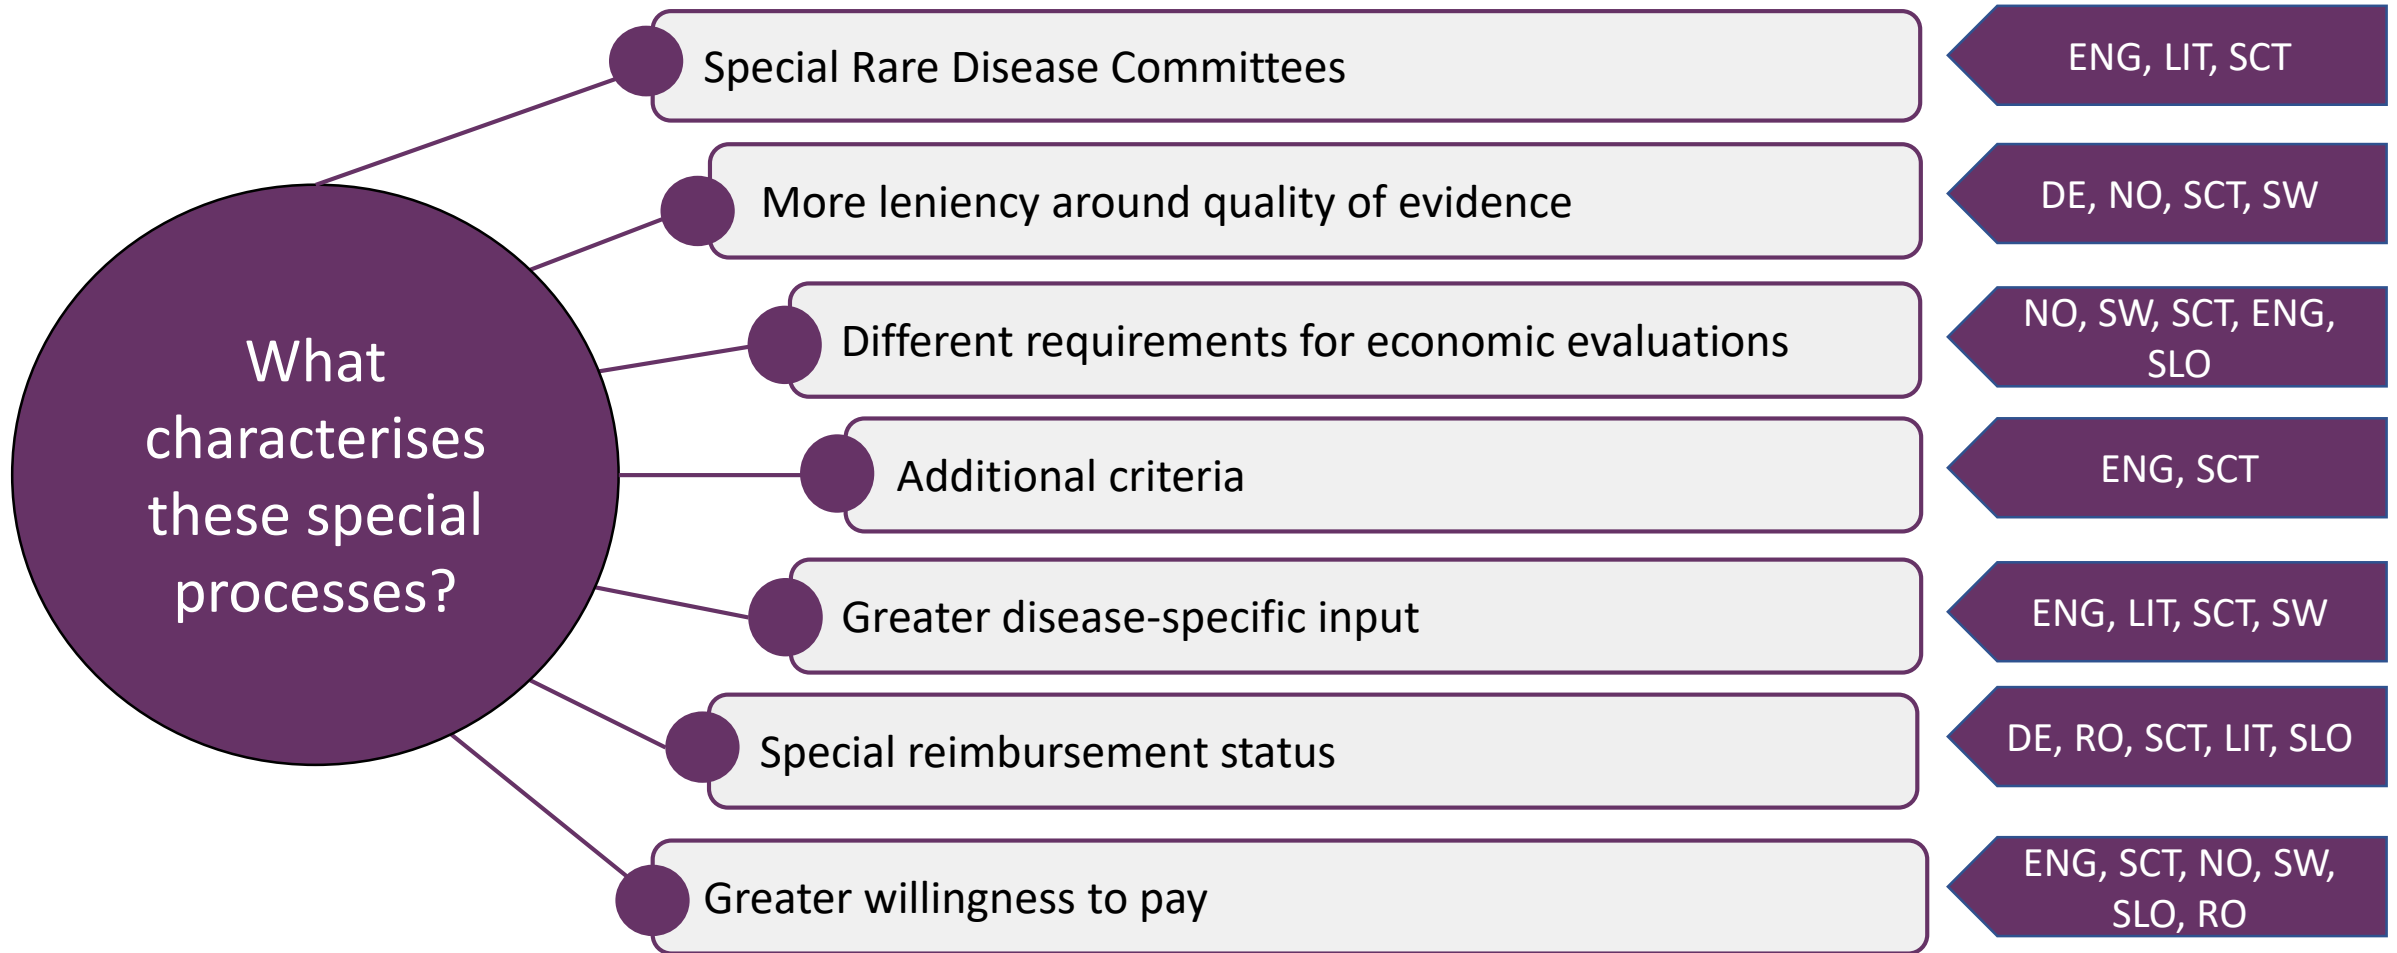 What
characterises
these special
processes?
Special Rare Disease Committees
ENG, LIT, SCT
More leniency around quality of evidence
DE, NO, SCT, SW
Different requirements for economic evaluations
NO, SW, SCT, ENG,
SLO
Additional criteria
ENG, SCT
Greater disease-specific input
ENG, LIT, SCT, SW
Special reimbursement status
DE, RO, SCT, LIT, SLO
Greater willingness to pay
ENG, SCT, NO, SW,
SLO, RO